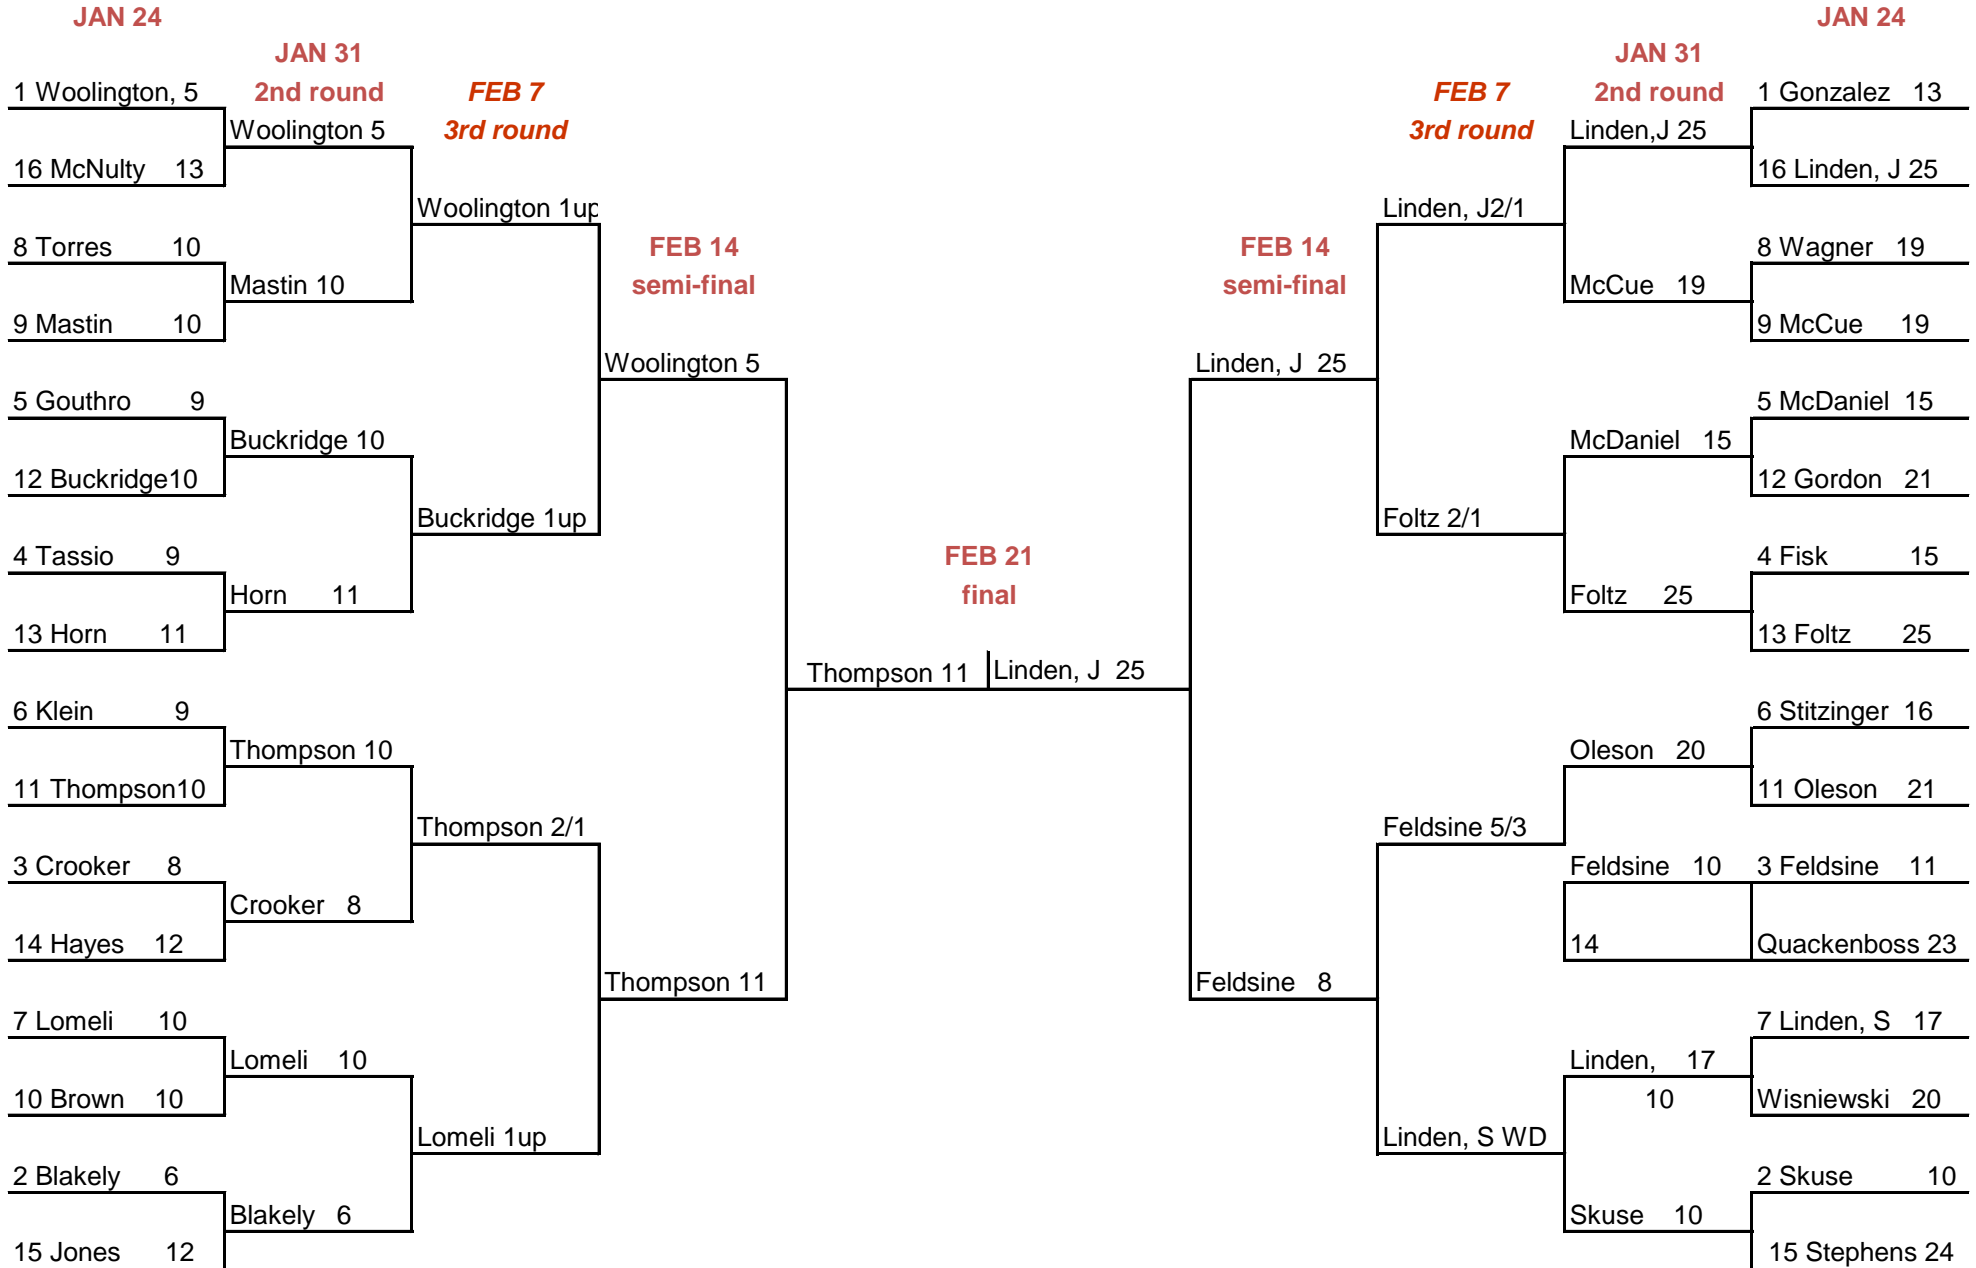 JAN 24
JAN 24
JAN 31
JAN 31
1 Woolington, 5
2nd round
FEB 7
FEB 7
2nd round
1 Gonzalez 13
Woolington 5
3rd round
3rd round
Linden,J 25
16 McNulty 13
16 Linden, J 25
Woolington 1up
Linden, J2/1
8 Torres 10
FEB 14
FEB 14
8 Wagner 19
Mastin 10
semi-final
semi-final
McCue 19
9 Mastin 10
9 McCue 19
Woolington 5
Linden, J 25
5 Gouthro 9
5 McDaniel 15
Buckridge 10
McDaniel 15
12 Buckridge10
12 Gordon 21
Buckridge 1up
Foltz 2/1
4 Tassio 9
FEB 21
4 Fisk 15
Horn 11
final
Foltz 25
13 Horn 11
13 Foltz 25
Thompson 11
Linden, J 25
6 Klein 9
6 Stitzinger 16
Thompson 10
Oleson 20
11 Thompson10
11 Oleson 21
Thompson 2/1
Feldsine 5/3
3 Crooker 8
Feldsine 10
3 Feldsine 11
Crooker 8
14 Hayes 12
14
Quackenboss 23
Thompson 11
Feldsine 8
7 Lomeli 10
7 Linden, S 17
Lomeli 10
Linden, 17
10 Brown 10
10
Wisniewski 20
Lomeli 1up
Linden, S WD
2 Blakely 6
2 Skuse 10
Blakely 6
Skuse 10
15 Jones 12
15 Stephens 24